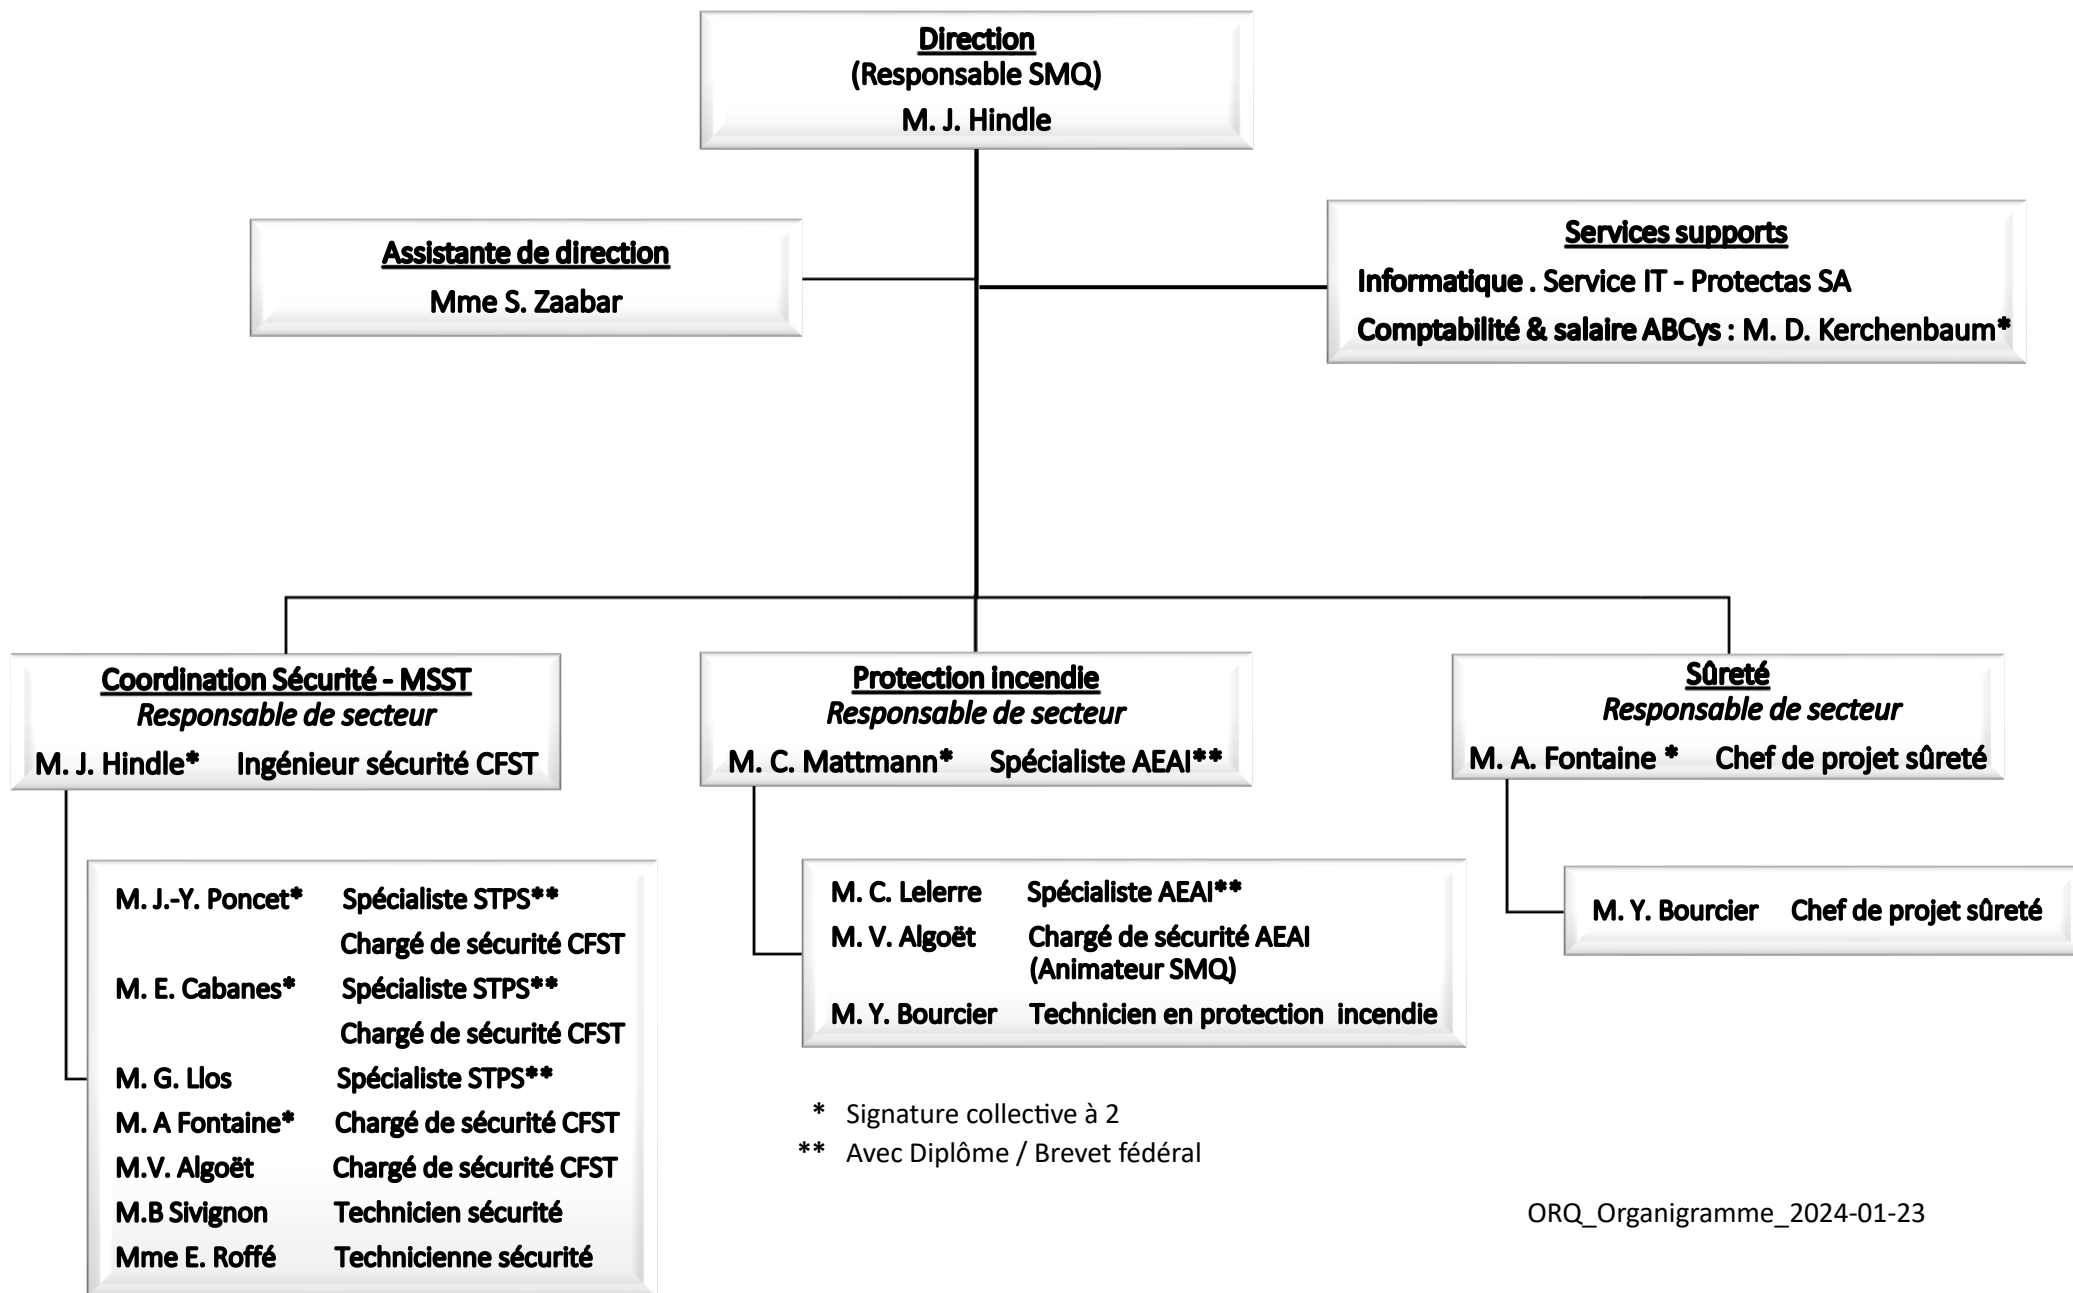 Direction
(Responsable SMQ)
M. J. Hindle
Assistante de direction
Mme S. Zaabar
Services supports
Informatique . Service IT - Protectas SA
Comptabilité & salaire ABCys : M. D. Kerchenbaum*
Coordination Sécurité - MSST
Responsable de secteur
M. J. Hindle* Ingénieur sécurité CFST
M. J.-Y. Poncet* Spécialiste STPS**
Chargé de sécurité CFST
M. E. Cabanes* Spécialiste STPS**
Chargé de sécurité CFST
M. G. Llos Spécialiste STPS**
M. A Fontaine* Chargé de sécurité CFST
M.V. Algoët Chargé de sécurité CFST
M.B Sivignon Technicien sécurité
Mme E. Roffé Technicienne sécurité
Protection incendie
Responsable de secteur
M. C. Mattmann* Spécialiste AEAI**
M. C. Lelerre Spécialiste AEAI**
M. V. Algoët Chargé de sécurité AEAI
(Animateur SMQ)
M. Y. Bourcier Technicien en protection incendie
Sûreté
Responsable de secteur
M. A. Fontaine * Chef de projet sûreté
M. Y. Bourcier Chef de projet sûreté
* Signature collective à 2
** Avec Diplôme / Brevet fédéral
ORQ_Organigramme_2024-01-23